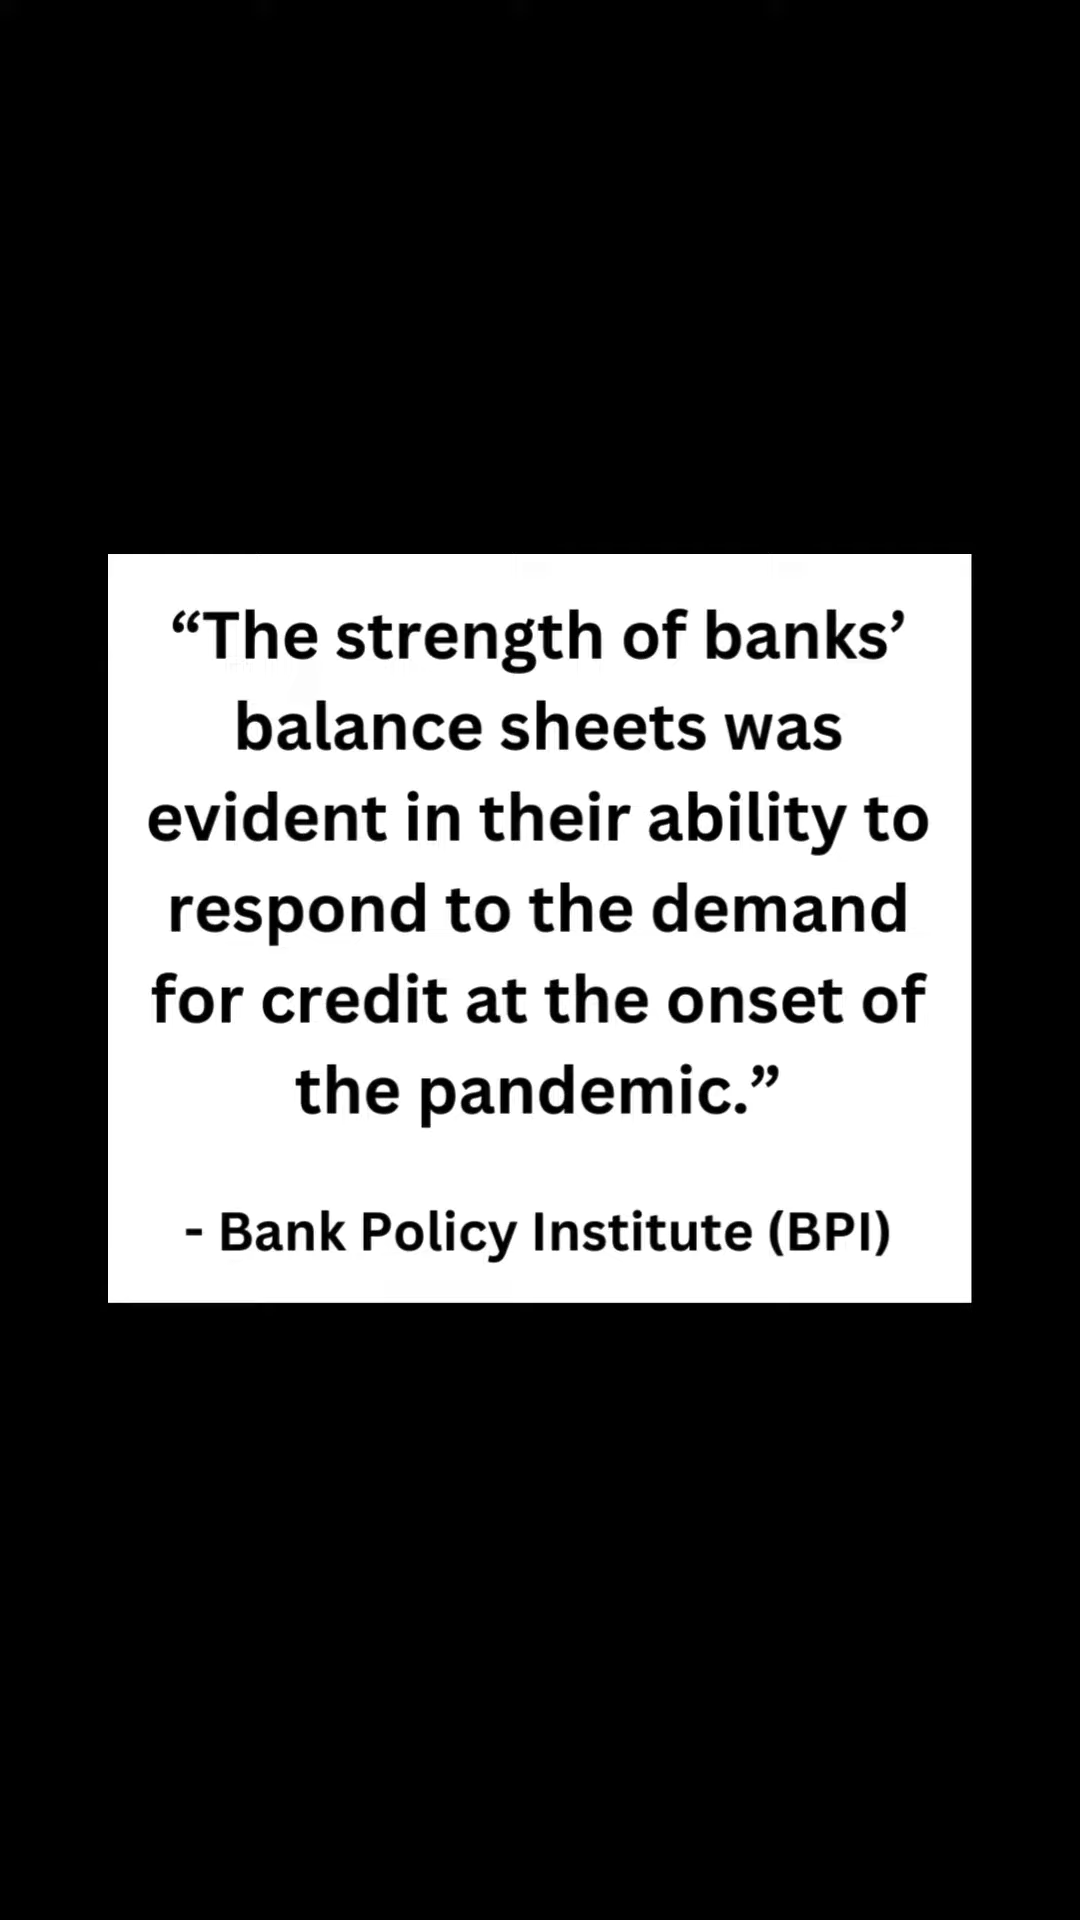 “The strength of banks’
balance sheets was
evident in their ability to
respond to the demand
for credit at the onset of
the pandemic.”
- Bank Policy Institute (BPI)